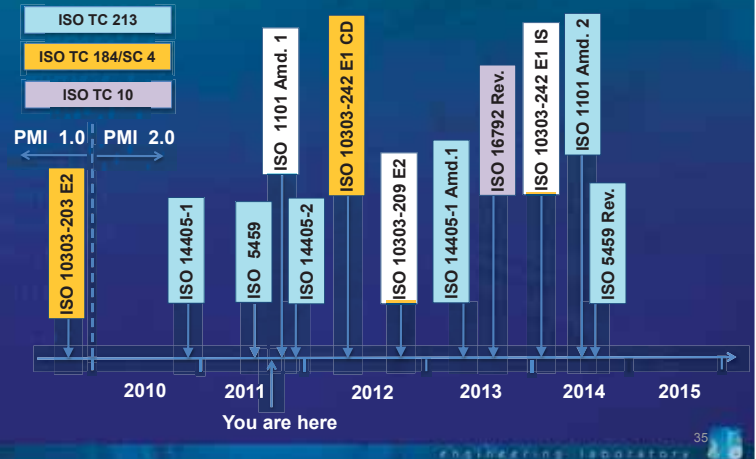 ISO TC 213
ISO TC 184/SC 4
ISO TC 10
PMI 1.0
PMI 2.0
ISO 10303-203 E2
ISO 14405-1
ISO 5459
ISO 1101 Amd. 1
ISO 14405-2
ISO 10303-242 E1 CD
ISO 10303-209 E2
ISO 14405-1 Amd.1
ISO 16792 Rev.
ISO 10303-242 E1 IS
ISO 1101 Amd. 2
ISO 5459 Rev.
2010
2011
2012
2013
2014
2015
You are here
35
engineering laboratory